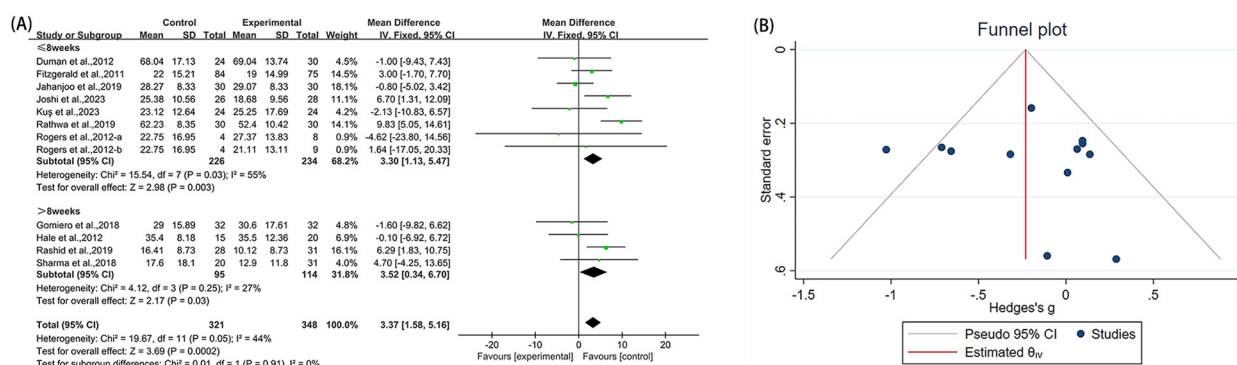 (A)
Control Experimental Mean Difference Mean Difference
Study or Subgroup Mean SD Total Mean SD Total Weight IV, Fixed, 95% CI IV, Fixed, 95% CI
≤8weeks
Duman et al.,2012 68.04 17.13 24 69.04 13.74 30 4.5% -1.00 [-9.43, 7.43]
Fitzgerald et al.,2011 22 15.21 84 19 14.99 75 14.5% 3.00 [-1.70, 7.70]
Jahanjoo et al.,2019 28.27 8.33 30 29.07 8.33 30 18.1% -0.80 [-5.02, 3.42]
Joshi et al.,2023 25.38 10.56 26 18.68 9.56 28 11.1% 6.70 [1.31, 12.09]
Kuş et al.,2023 23.12 12.64 24 25.25 17.69 24 4.2% -2.13 [-10.83, 6.57]
Rathwa et al.,2019 62.23 8.35 30 52.4 10.42 30 14.0% 9.83 [5.05, 14.61]
Rogers et al.,2012-a 22.75 16.95 4 27.37 13.83 8 0.9% -4.62 [-23.80, 14.56]
Rogers et al.,2012-b 22.75 16.95 4 21.11 13.11 9 0.9% 1.64 [-17.05, 20.33]
Subtotal (95% CI) 226 234 68.2% 3.30 [1.13, 5.47]
Heterogeneity: Chi² = 15.54, df = 7 (P = 0.03); I² = 55%
Test for overall effect: Z = 2.98 (P = 0.003)
>8weeks
Gomiero et al.,2018 29 15.89 32 30.6 17.61 32 4.8% -1.60 [-9.82, 6.62]
Hale et al.,2012 35.4 8.18 15 35.5 12.36 20 6.9% -0.10 [-6.92, 6.72]
Rashid et al.,2019 16.41 8.73 28 10.12 8.73 31 16.1% 6.29 [1.83, 10.75]
Sharma et al.,2018 17.6 18.1 20 12.9 11.8 31 4.0% 4.70 [-4.25, 13.65]
Subtotal (95% CI) 95 114 31.8% 3.52 [0.34, 6.70]
Heterogeneity: Chi² = 4.12, df = 3 (P = 0.25); I² = 27%
Test for overall effect: Z = 2.17 (P = 0.03)
Total (95% CI) 321 348 100.0% 3.37 [1.58, 5.16]
Heterogeneity: Chi² = 19.67, df = 11 (P = 0.05); I² = 44%
Test for overall effect: Z = 3.69 (P = 0.0002)
Test for subgroup differences: Chi² = 0.01, df = 1 (P = 0.91), I² = 0%
-20 -10 0 10 20
Favours [experimental] Favours [control]
(B)
Funnel plot
Standard error
0
.2
.4
.6
-1.5 -1 -.5 0 .5 1
Hedges's g
Pseudo 95% CI Studies
Estimated θIV